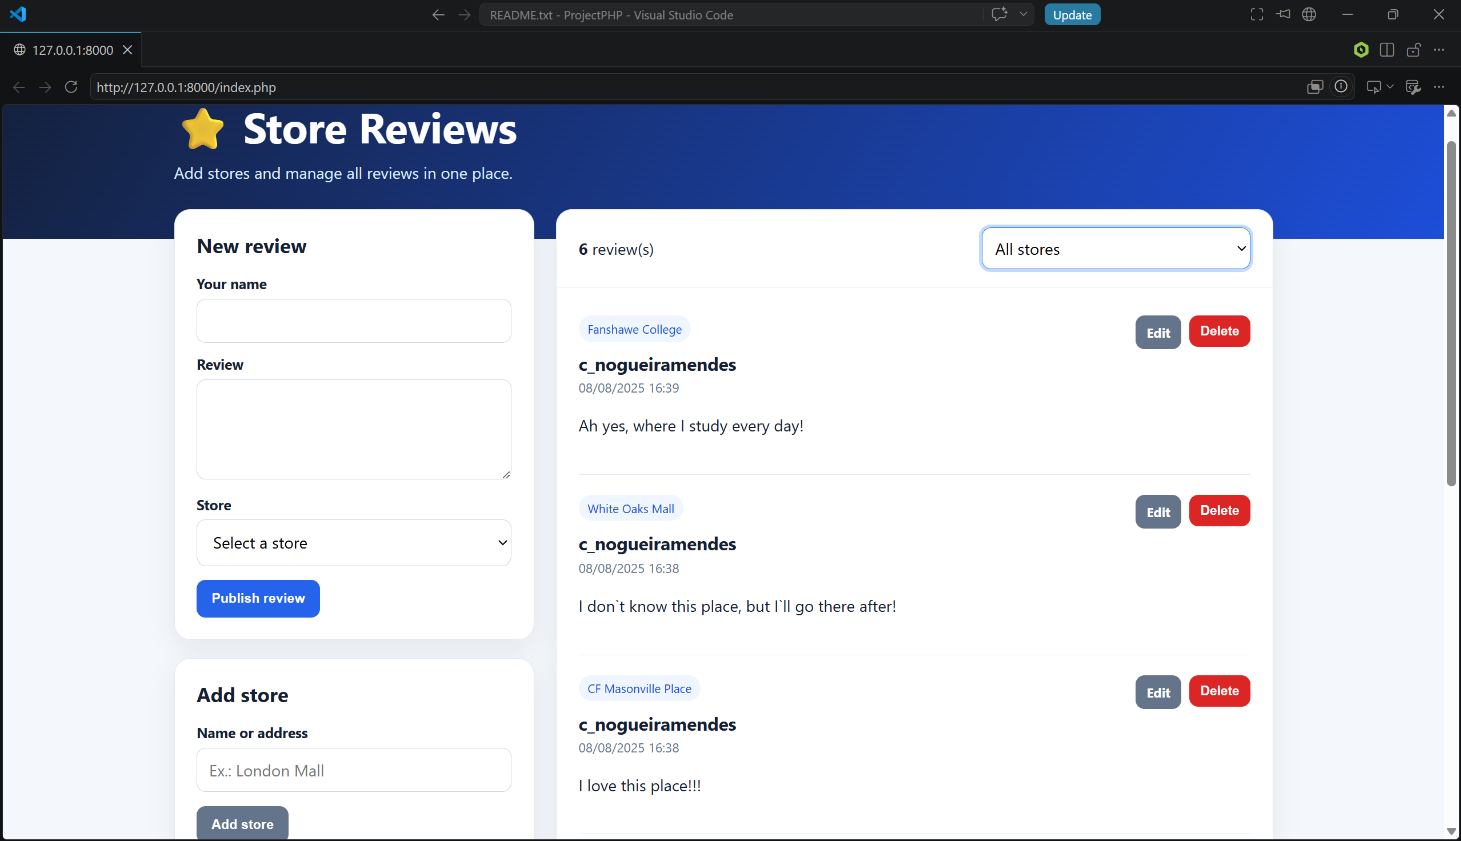 README.txt - ProjectPHP - Visual Studio Code
Update
127.0.0.1:8000
http://127.0.0.1:8000/index.php
Store Reviews
Add stores and manage all reviews in one place.
New review
Your name
Review
Store
Select a store
Publish review
Add store
Name or address
Ex.: London Mall
Add store
6 review(s)
All stores
Fanshawe College
Edit
Delete
c_nogueiramendes
08/08/2025 16:39
Ah yes, where I study every day!
White Oaks Mall
Edit
Delete
c_nogueiramendes
08/08/2025 16:38
I don`t know this place, but I`ll go there after!
CF Masonville Place
Edit
Delete
c_nogueiramendes
08/08/2025 16:38
I love this place!!!